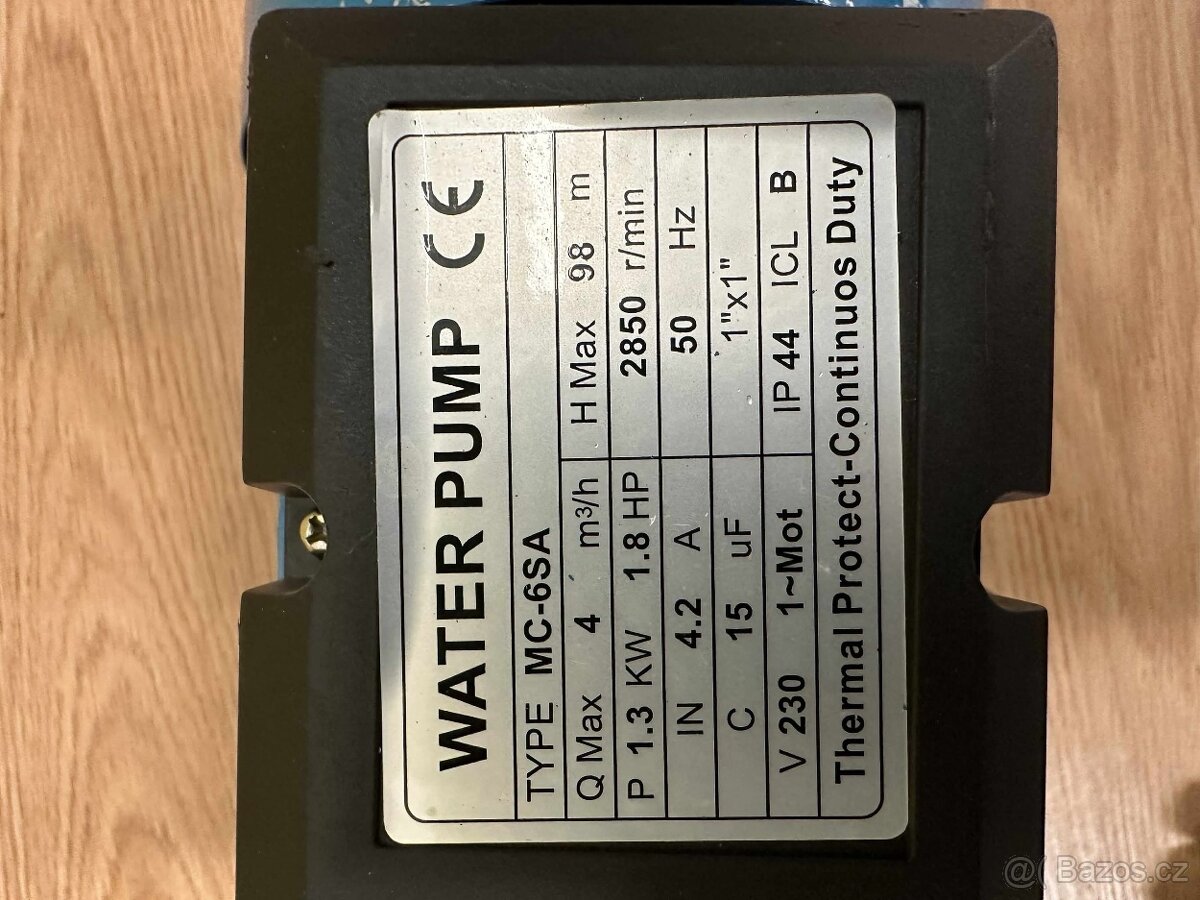 WATER PUMP CE
TYPE MC-6SA
Q Max 4 m³/h H Max 98 m
P 1.3 KW 1.8 HP 2850 r/min
IN 4.2 A 50 Hz
C 15 uF 1"x1"
V 230 1~Mot IP 44 ICL B
Thermal Protect-Continuos Duty
@( Bazos.cz